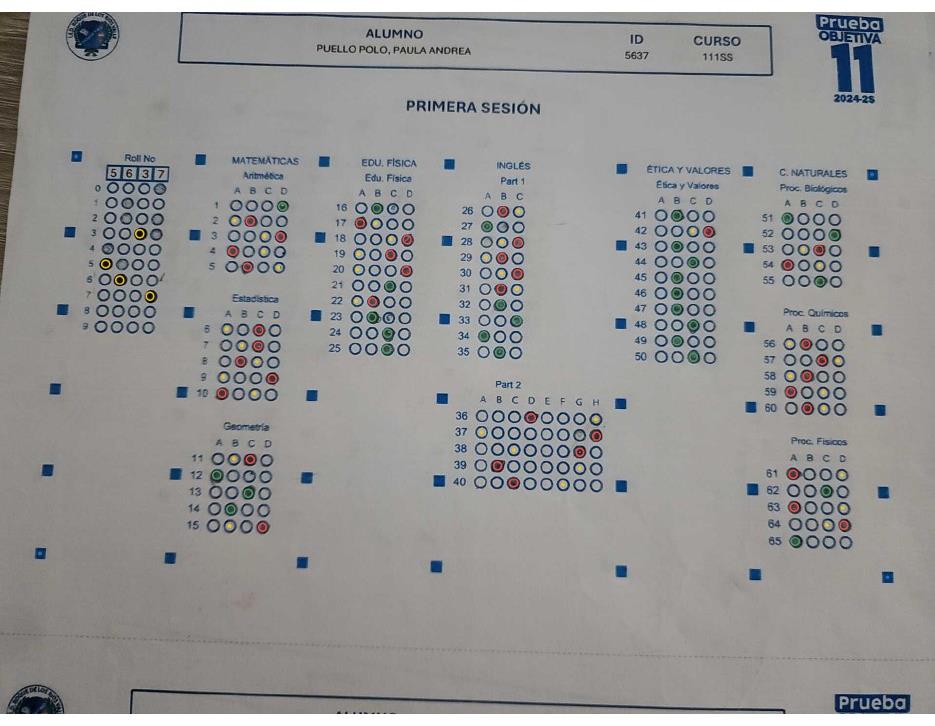 ALUMNO
PUELLO POLO, PAULA ANDREA
ID
5637
CURSO
111SS
Prueba
OBJETIVA
11
2024-25
PRIMERA SESIÓN
Roll No
5 6 3 7
0
1
2
3
4
5
6
7
8
9
MATEMÁTICAS
Aritmética
A B C D
1
2
3
4
5
Estadística
A B C D
6
7
8
9
10
Geometría
A B C D
11
12
13
14
15
EDU. FÍSICA
Edu. Física
A B C D
16
17
18
19
20
21
22
23
24
25
INGLÉS
Part 1
A B C
26
27
28
29
30
31
32
33
34
35
Part 2
A B C D E F G H
36
37
38
39
40
ÉTICA Y VALORES
Ética y Valores
A B C D
41
42
43
44
45
46
47
48
49
50
C. NATURALES
Proc. Biológicos
A B C D
51
52
53
54
55
Proc. Químicos
A B C D
56
57
58
59
60
Proc. Físicos
A B C D
61
62
63
64
65
Prueba